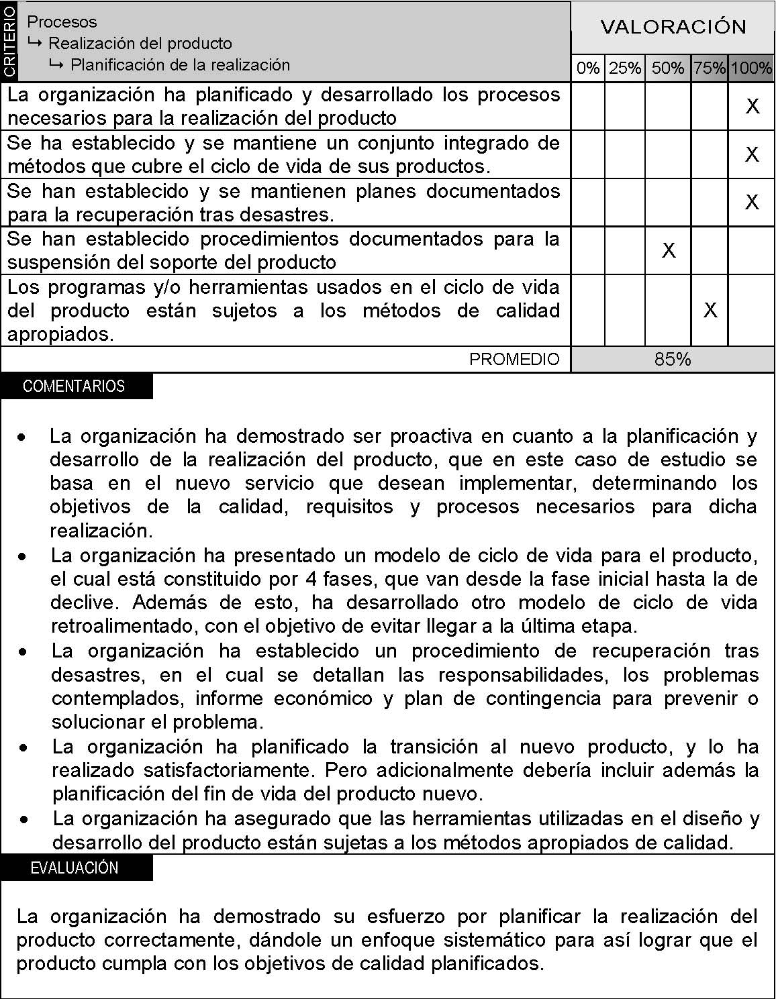 CRITERIO
Procesos
↳ Realización del producto
↳ Planificación de la realización
VALORACIÓN
0% 25% 50% 75% 100%
La organización ha planificado y desarrollado los procesos
necesarios para la realización del producto
X
Se ha establecido y se mantiene un conjunto integrado de
métodos que cubre el ciclo de vida de sus productos.
X
Se han establecido y se mantienen planes documentados
para la recuperación tras desastres.
X
Se han establecido procedimientos documentados para la
suspensión del soporte del producto
X
Los programas y/o herramientas usados en el ciclo de vida
del producto están sujetos a los métodos de calidad
apropiados.
X
PROMEDIO 85%
COMENTARIOS
• La organización ha demostrado ser proactiva en cuanto a la planificación y
desarrollo de la realización del producto, que en este caso de estudio se
basa en el nuevo servicio que desean implementar, determinando los
objetivos de la calidad, requisitos y procesos necesarios para dicha
realización.
• La organización ha presentado un modelo de ciclo de vida para el producto,
el cual está constituido por 4 fases, que van desde la fase inicial hasta la de
declive. Además de esto, ha desarrollado otro modelo de ciclo de vida
retroalimentado, con el objetivo de evitar llegar a la última etapa.
• La organización ha establecido un procedimiento de recuperación tras
desastres, en el cual se detallan las responsabilidades, los problemas
contemplados, informe económico y plan de contingencia para prevenir o
solucionar el problema.
• La organización ha planificado la transición al nuevo producto, y lo ha
realizado satisfactoriamente. Pero adicionalmente debería incluir además la
planificación del fin de vida del producto nuevo.
• La organización ha asegurado que las herramientas utilizadas en el diseño y
desarrollo del producto están sujetas a los métodos apropiados de calidad.
EVALUACIÓN
La organización ha demostrado su esfuerzo por planificar la realización del
producto correctamente, dándole un enfoque sistemático para así lograr que el
producto cumpla con los objetivos de calidad planificados.